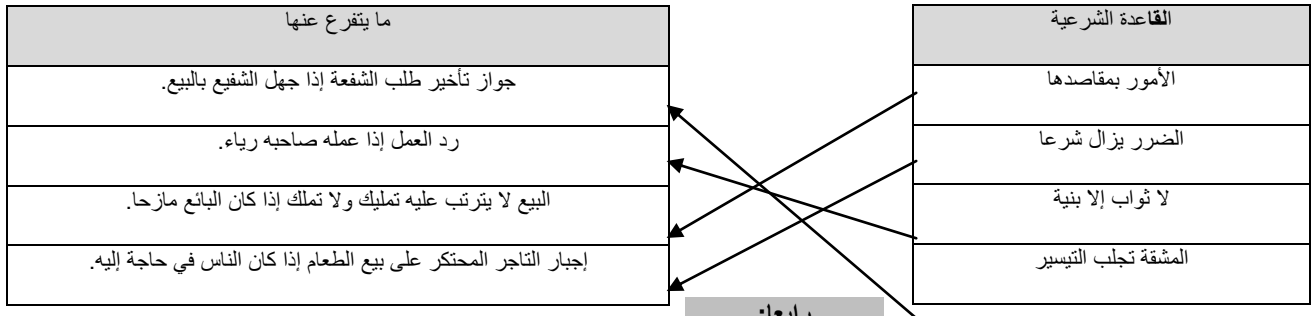 القاعدة الشرعية
ما يتفرع عنها
الأمور بمقاصدها
جواز تأخير طلب الشفعة إذا جهل الشفيع بالبيع.
الضرر يزال شرعا
رد العمل إذا عمله صاحبه رياء.
لا ثواب إلا بنية
البيع لا يترتب عليه تمليك ولا تملك إذا كان البائع مازحا.
المشقة تجلب التيسير
إجبار التاجر المحتكر على بيع الطعام إذا كان الناس في حاجة إليه.
رابعا: